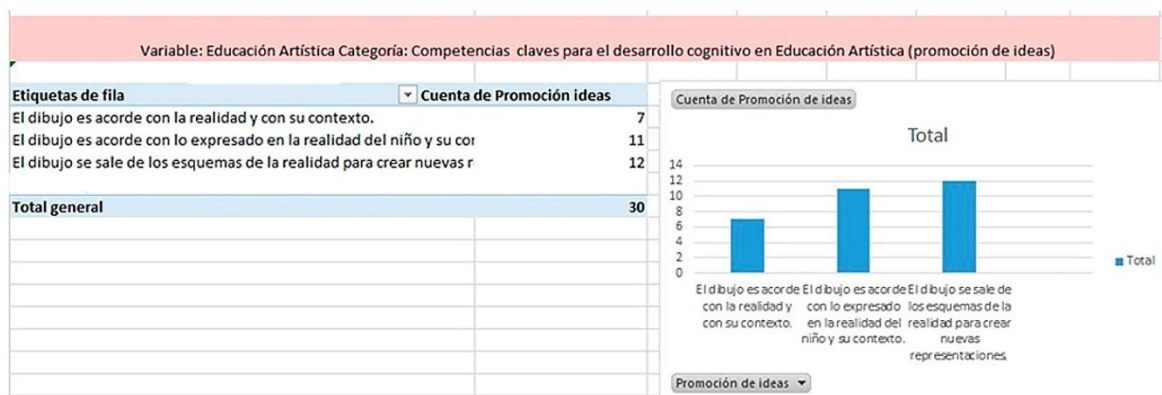 Variable: Educación Artística Categoría: Competencias claves para el desarrollo cognitivo en Educación Artística (promoción de ideas)
Etiquetas de fila Cuenta de Promoción ideas
El dibujo es acorde con la realidad y con su contexto. 7
El dibujo es acorde con lo expresado en la realidad del niño y su cor 11
El dibujo se sale de los esquemas de la realidad para crear nuevas r 12
Total general 30
Cuenta de Promoción de ideas
Total
14
12
10
8
6
4
2
0
El dibujo es acorde
con la realidad y
con su contexto.
El dibujo es acorde
con lo expresado
en la realidad del
niño y su contexto.
El dibujo se sale de
los esquemas de la
realidad para crear
nuevas
representaciones.
Total
Promoción de ideas